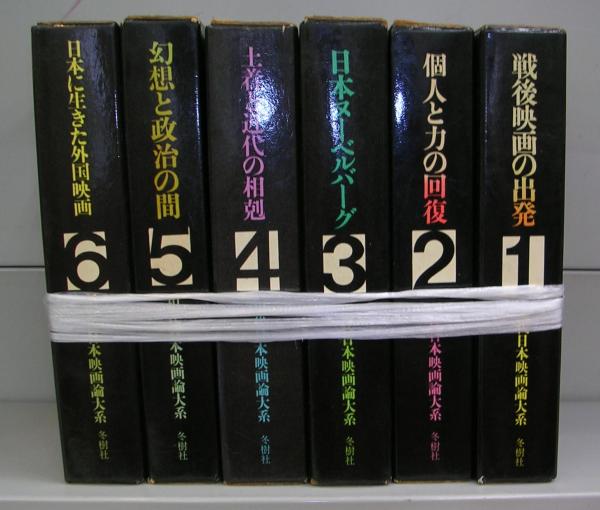 戦後映画の出発
1
日本映画論大系
冬樹社
個人と力の回復
2
日本映画論大系
冬樹社
日本ヌーベルバーグ
3
日本映画論大系
冬樹社
土着と近代の相剋
4
本映画論大系
冬樹社
幻想と政治の間
5
本映画論大系
冬樹社
日本に生きた外国映画
6
本映画論大系
冬樹社